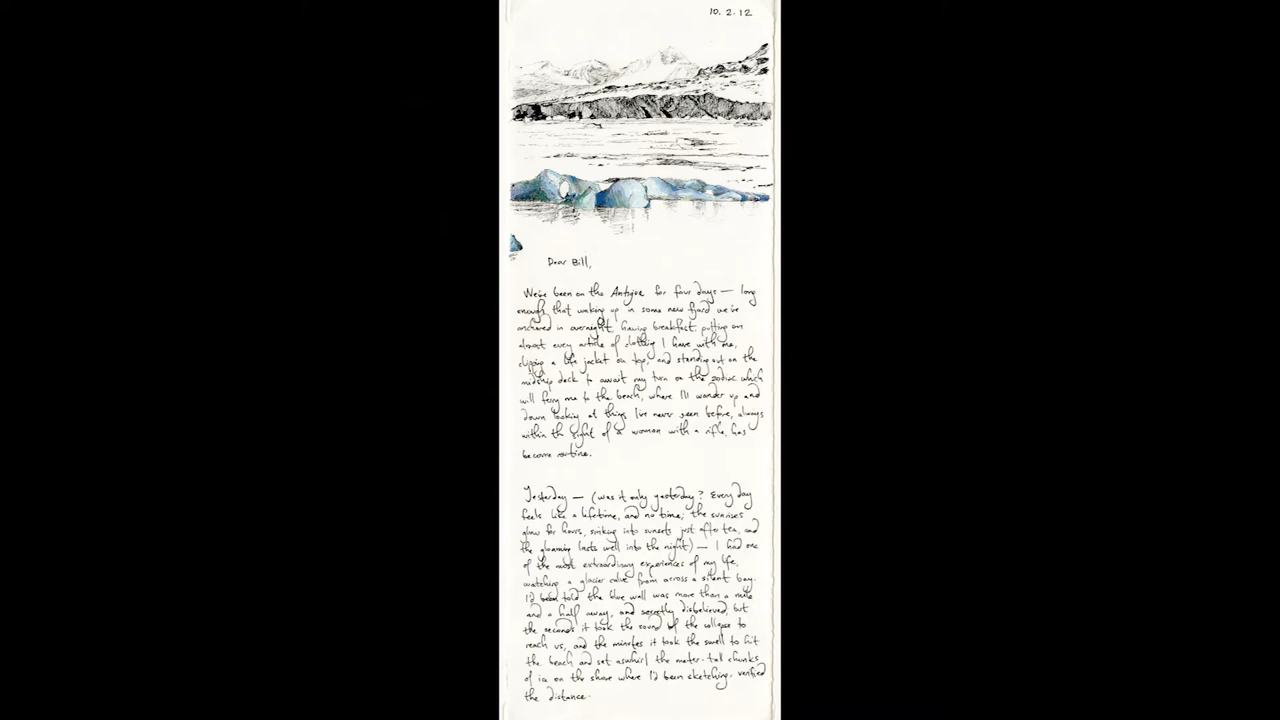 10.2.12
Dear Bill,
We've been on the Antigua for four days — long
enough that waking up in some new fjord we've
anchored in overnight, having breakfast, putting on
almost every article of clothing I have with me,
clipping a life jacket on top, and standing out on the
midship deck to await my turn on the zodiac which
will ferry me to the beach, where I'll wander up and
down looking at things I've never seen before, always
within the sight of a woman with a rifle, has
become routine.
Yesterday — (was it only yesterday? Every day
feels like a lifetime, and no time; the sunrises
glow for hours, sinking into sunsets just after tea, and
the gloaming lasts well into the night) — I had one
of the most extraordinary experiences of my life,
watching a glacier calve from across a silent bay.
I'd been told the blue wall was more than a mile
and a half away, and secretly disbelieved, but
the seconds it took the sound of the collapse to
reach us, and the minutes it took the swell to hit
the beach and set aswhirl the meter-tall chunks
of ice on the shore where I'd been sketching, verified
the distance.